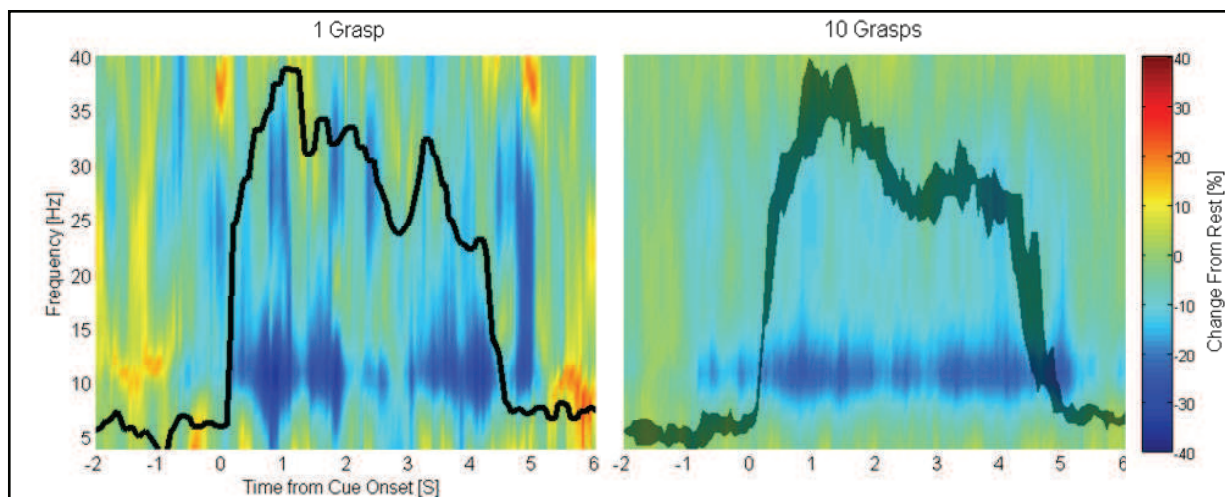 1 Grasp
10 Grasps
Frequency [Hz]
40
35
30
25
20
15
10
5
-2 -1 0 1 2 3 4 5 6
Time from Cue Onset [S]
-2 -1 0 1 2 3 4 5 6
40
30
20
10
0
-10
-20
-30
-40
Change From Rest [%]